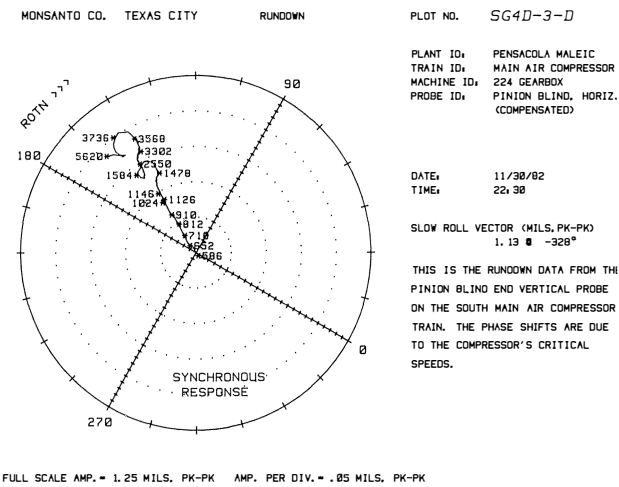 MONSANTO CO. TEXAS CITY RUNDOWN PLOT NO. SG4D-3-D
PLANT ID: PENSACOLA MALEIC
TRAIN ID: MAIN AIR COMPRESSOR
MACHINE ID: 224 GEARBOX
PROBE ID: PINION BLIND, HORIZ.
(COMPENSATED)
DATE: 11/30/82
TIME: 22:30
SLOW ROLL VECTOR (MILS, PK-PK)
1.13 @ -328°
THIS IS THE RUNDOWN DATA FROM THE
PINION BLIND END VERTICAL PROBE
ON THE SOUTH MAIN AIR COMPRESSOR
TRAIN. THE PHASE SHIFTS ARE DUE
TO THE COMPRESSOR'S CRITICAL
SPEEDS.
ROTN >>>
90
180
0
270
3736
3568
3302
5620
2550
1584
1478
1146
1126
1024
910
812
710
652
586
SYNCHRONOUS
RESPONSE
FULL SCALE AMP. = 1.25 MILS, PK-PK AMP. PER DIV. = .05 MILS, PK-PK